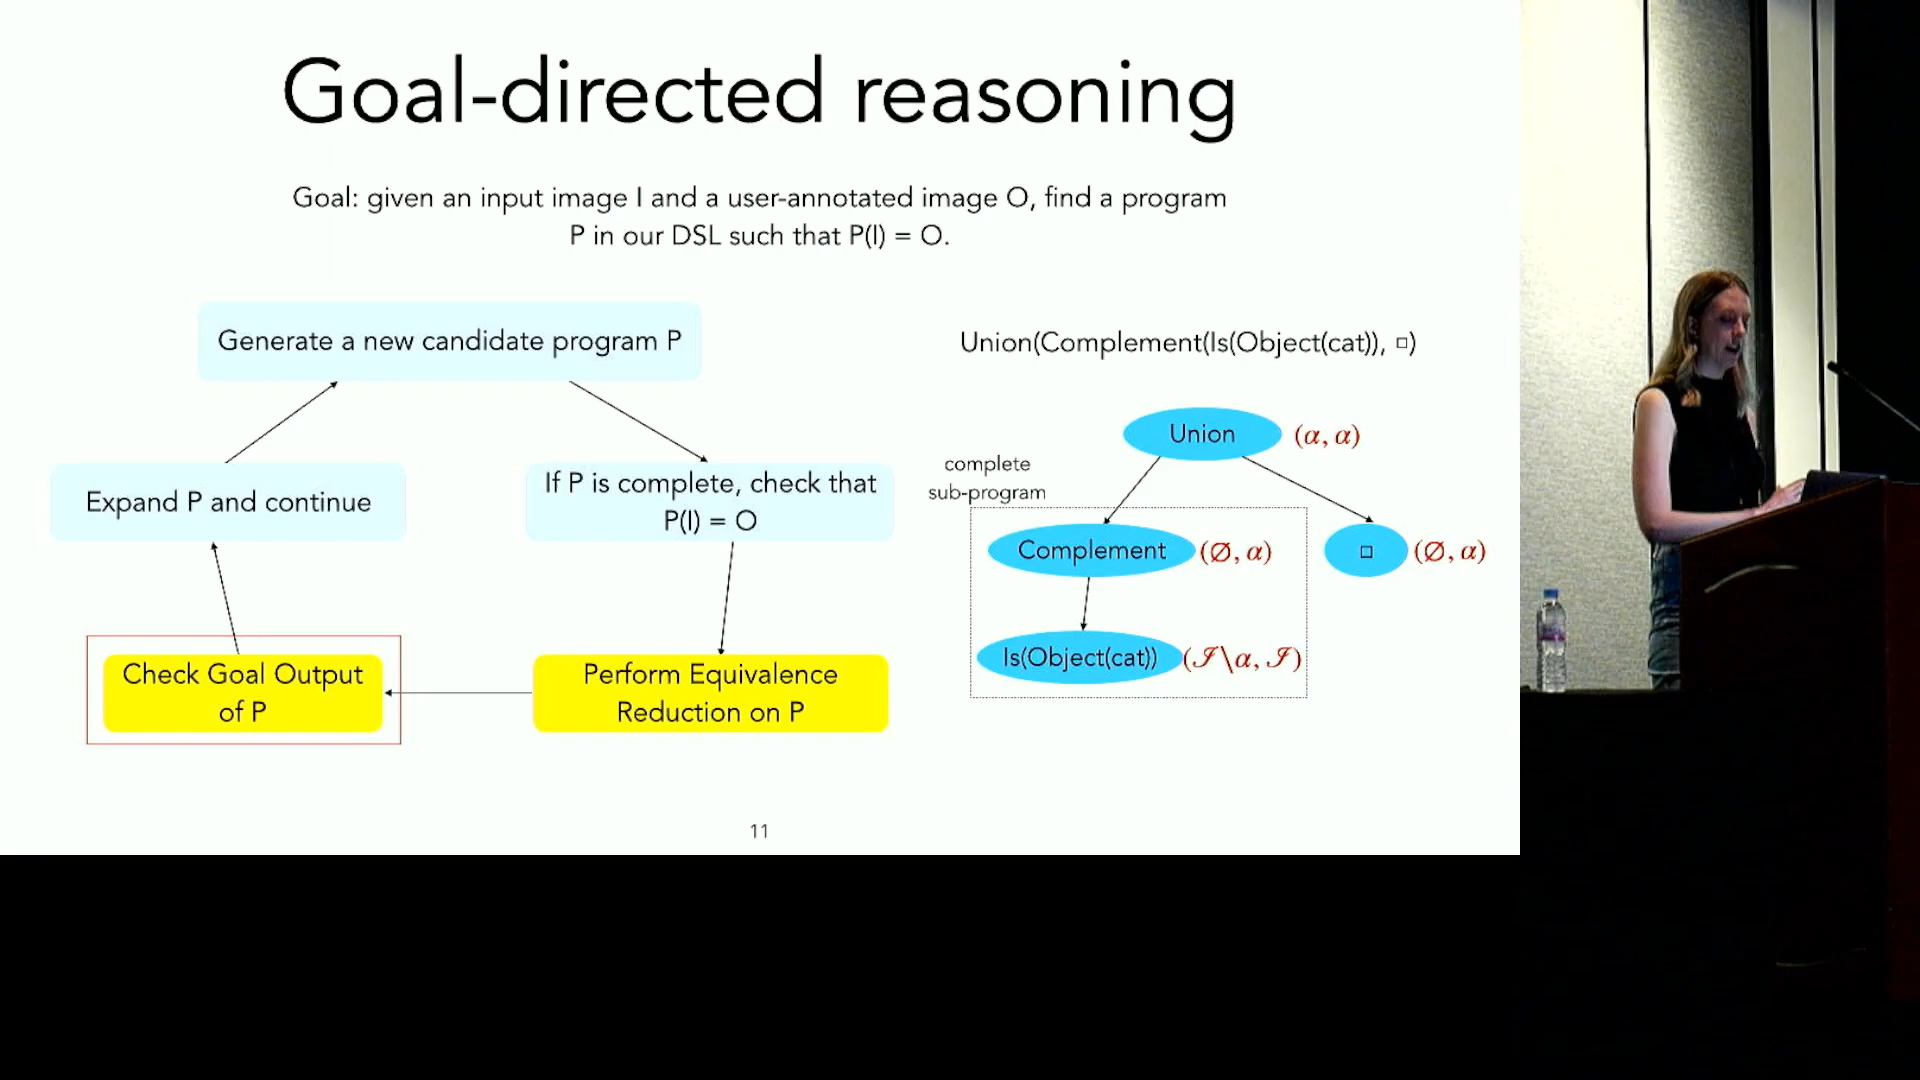 Goal-directed reasoning
Goal: given an input image I and a user-annotated image O, find a program
P in our DSL such that P(I) = O.
Generate a new candidate program P
Expand P and continue
If P is complete, check that
P(I) = O
Check Goal Output
of P
Perform Equivalence
Reduction on P
Union(Complement(Is(Object(cat)), □)
Union (α, α)
complete
sub-program
Complement (∅, α)
□ (∅, α)
Is(Object(cat)) (ℐ\α, ℐ)
11